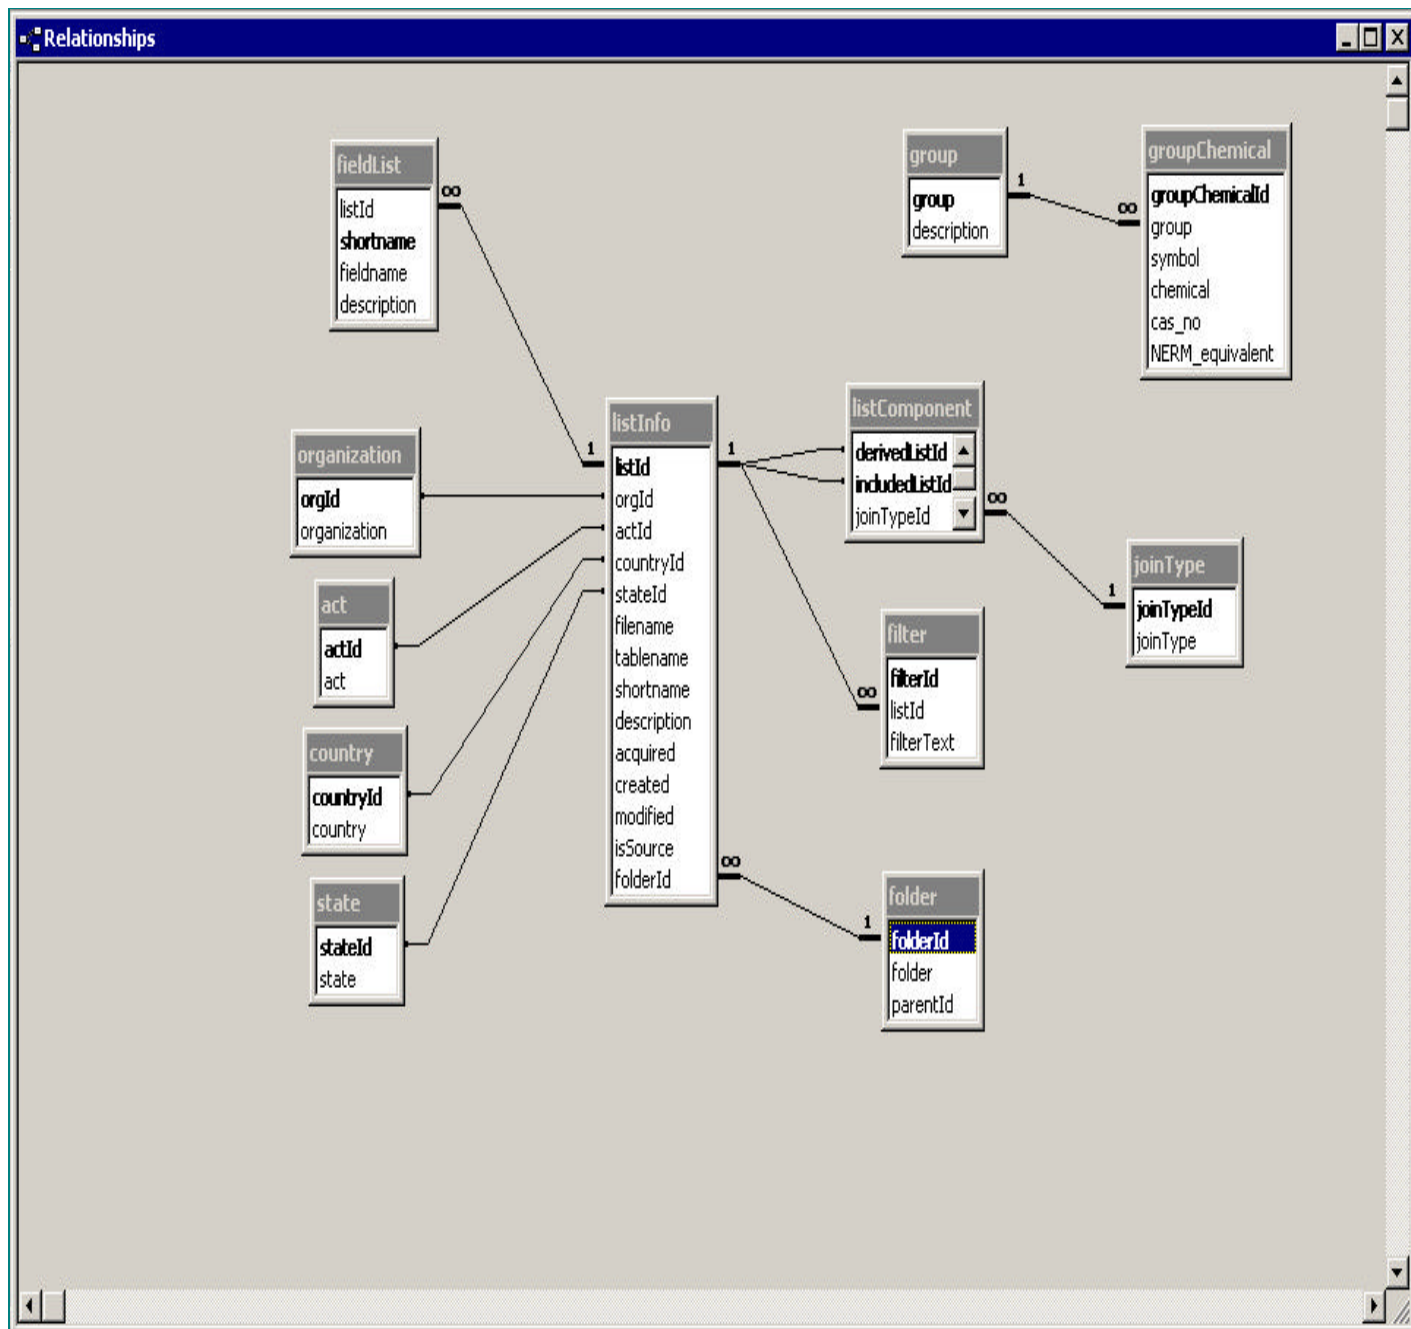 Relationships
fieldList
listId
shortname
fieldname
description
∞
group
group
description
1
∞
groupChemical
groupChemicalId
group
symbol
chemical
cas_no
NERM_equivalent
organization
orgId
organization
act
actId
act
country
countryId
country
state
stateId
state
1
listInfo
listId
orgId
actId
countryId
stateId
filename
tablename
shortname
description
acquired
created
modified
isSource
folderId
1
∞
listComponent
derivedListId
includedListId
joinTypeId
∞
1
joinType
joinTypeId
joinType
∞
filter
filterId
listId
filterText
1
folder
folderId
folder
parentId